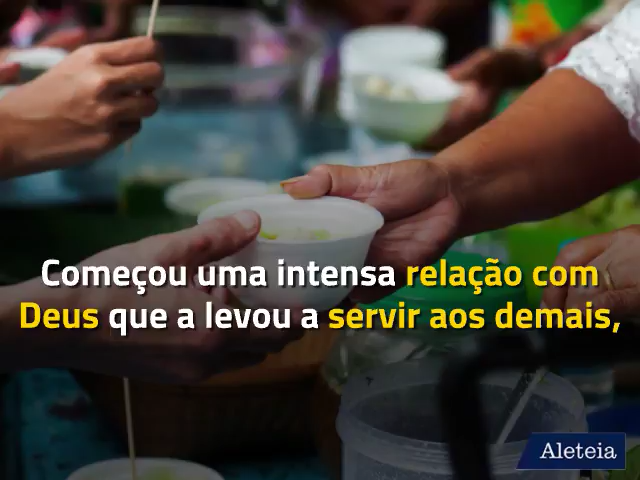 Começou uma intensa relação com
Deus que a levou a servir aos demais,
Aleteia